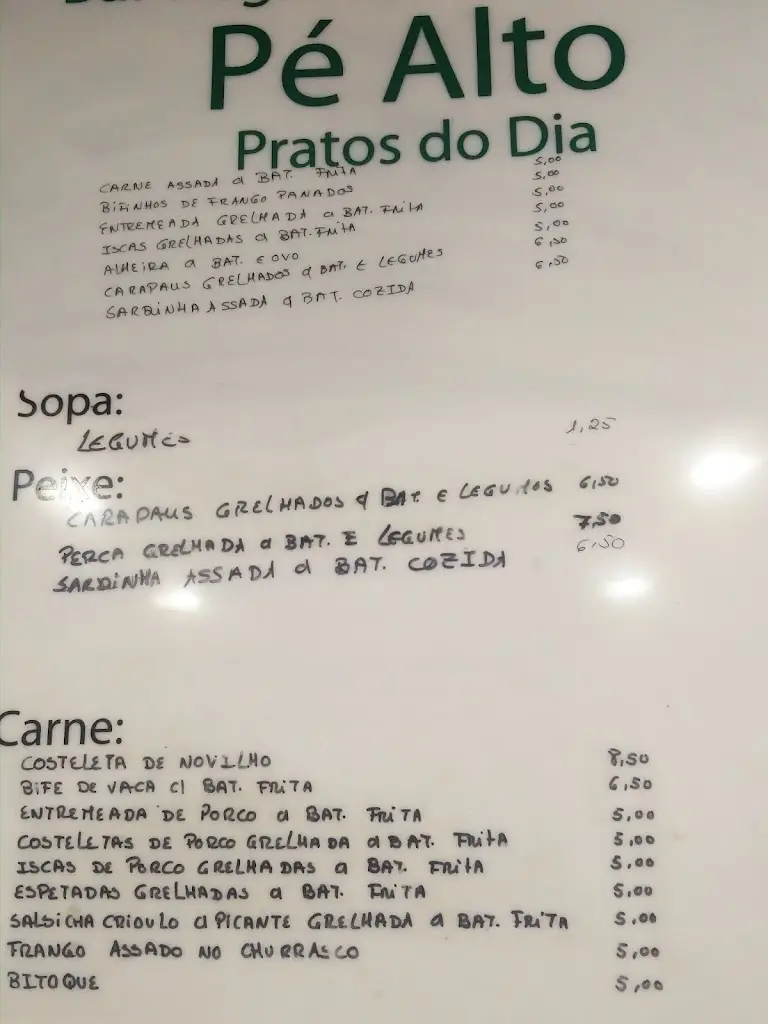 Pé Alto
Pratos do Dia
CARNE ASSADA C/ BAT. FRITA 5,00
BIFINHOS DE FRANGO PANADOS 5,00
ENTREMEADA GRELHADA C/ BAT. FRITA 5,00
ISCAS GRELHADAS C/ BAT. FRITA 5,00
ALHEIRA C/ BAT. E OVO 5,00
CARAPAUS GRELHADOS C/ BAT. E LEGUMES 6,50
SARDINHA ASSADA C/ BAT. COZIDA 6,50
Sopa:
LEGUMES 1,25
Peixe:
CARAPAUS GRELHADOS C/ BAT E LEGUMES 6,50
PERCA GRELHADA C/ BAT. E LEGUMES 7,50
SARDINHA ASSADA C/ BAT. COZIDA 6,50
Carne:
COSTELETA DE NOVILHO 8,50
BIFE DE VACA C/ BAT. FRITA 6,50
ENTREMEADA DE PORCO C/ BAT. FRITA 5,00
COSTELETAS DE PORCO GRELHADA C/ BAT. FRITA 5,00
ISCAS DE PORCO GRELHADAS C/ BAT. FRITA 5,00
ESPETADAS GRELHADAS C/ BAT. FRITA 5,00
SALSICHA CRIOULO C/ PICANTE GRELHADA C/ BAT. FRITA 5,00
FRANGO ASSADO NO CHURRASCO 5,00
BITOQUE 5,00